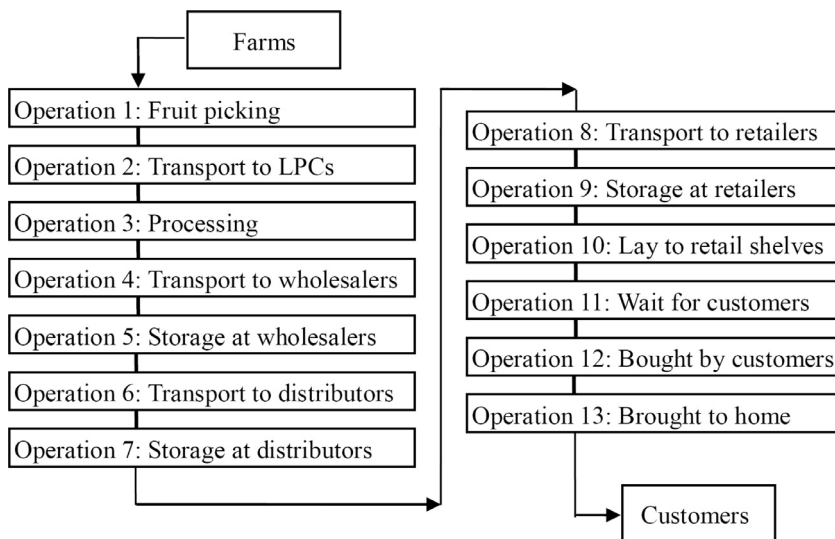 Farms
Operation 1: Fruit picking
Operation 2: Transport to LPCs
Operation 3: Processing
Operation 4: Transport to wholesalers
Operation 5: Storage at wholesalers
Operation 6: Transport to distributors
Operation 7: Storage at distributors
Operation 8: Transport to retailers
Operation 9: Storage at retailers
Operation 10: Lay to retail shelves
Operation 11: Wait for customers
Operation 12: Bought by customers
Operation 13: Brought to home
Customers